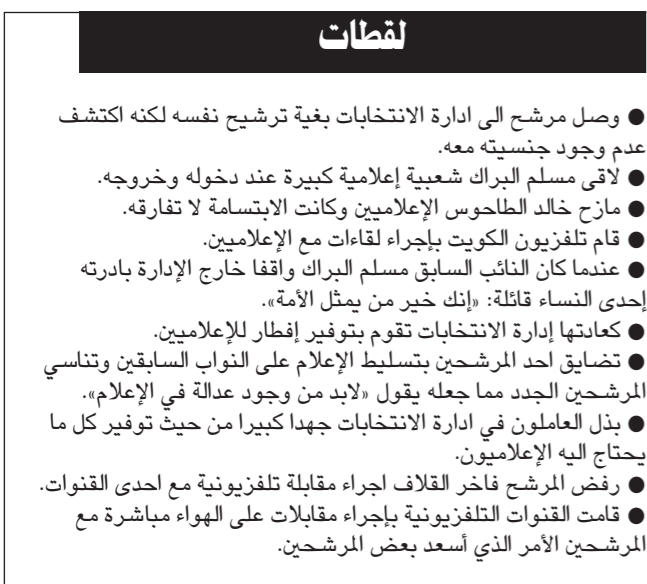 لقطات
● وصل مرشح الى ادارة الانتخابات بغية ترشيح نفسه لكنه اكتشف
عدم وجود جنسيته معه.
● لاقى مسلم البراك شعبية إعلامية كبيرة عند دخوله وخروجه.
● مازح خالد الطاحوس الإعلاميين وكانت الابتسامة لا تفارقه.
● قام تلفزيون الكويت بإجراء لقاءات مع الإعلاميين.
● عندما كان النائب السابق مسلم البراك واقفا خارج الإدارة بادرته
إحدى النساء قائلة: «إنك خير من يمثل الأمة».
● كعادتها إدارة الانتخابات تقوم بتوفير إفطار للإعلاميين.
● تضايق احد المرشحين بتسليط الإعلام على النواب السابقين وتناسي
المرشحين الجدد مما جعله يقول «لابد من وجود عدالة في الإعلام».
● بذل العاملون في ادارة الانتخابات جهدا كبيرا من حيث توفير كل ما
يحتاج اليه الإعلاميون.
● رفض المرشح فاخر القلاف اجراء مقابلة تلفزيونية مع احدى القنوات.
● قامت القنوات التلفزيونية بإجراء مقابلات على الهواء مباشرة مع
المرشحين الأمر الذي أسعد بعض المرشحين.